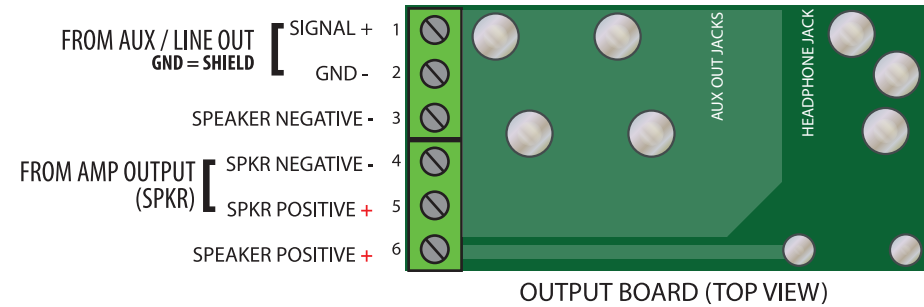 FROM AUX / LINE OUT
GND = SHIELD
SIGNAL + 1
GND - 2
SPEAKER NEGATIVE - 3
FROM AMP OUTPUT
(SPKR)
SPKR NEGATIVE - 4
SPKR POSITIVE + 5
SPEAKER POSITIVE + 6
AUX OUT JACKS
HEADPHONE JACK
OUTPUT BOARD (TOP VIEW)